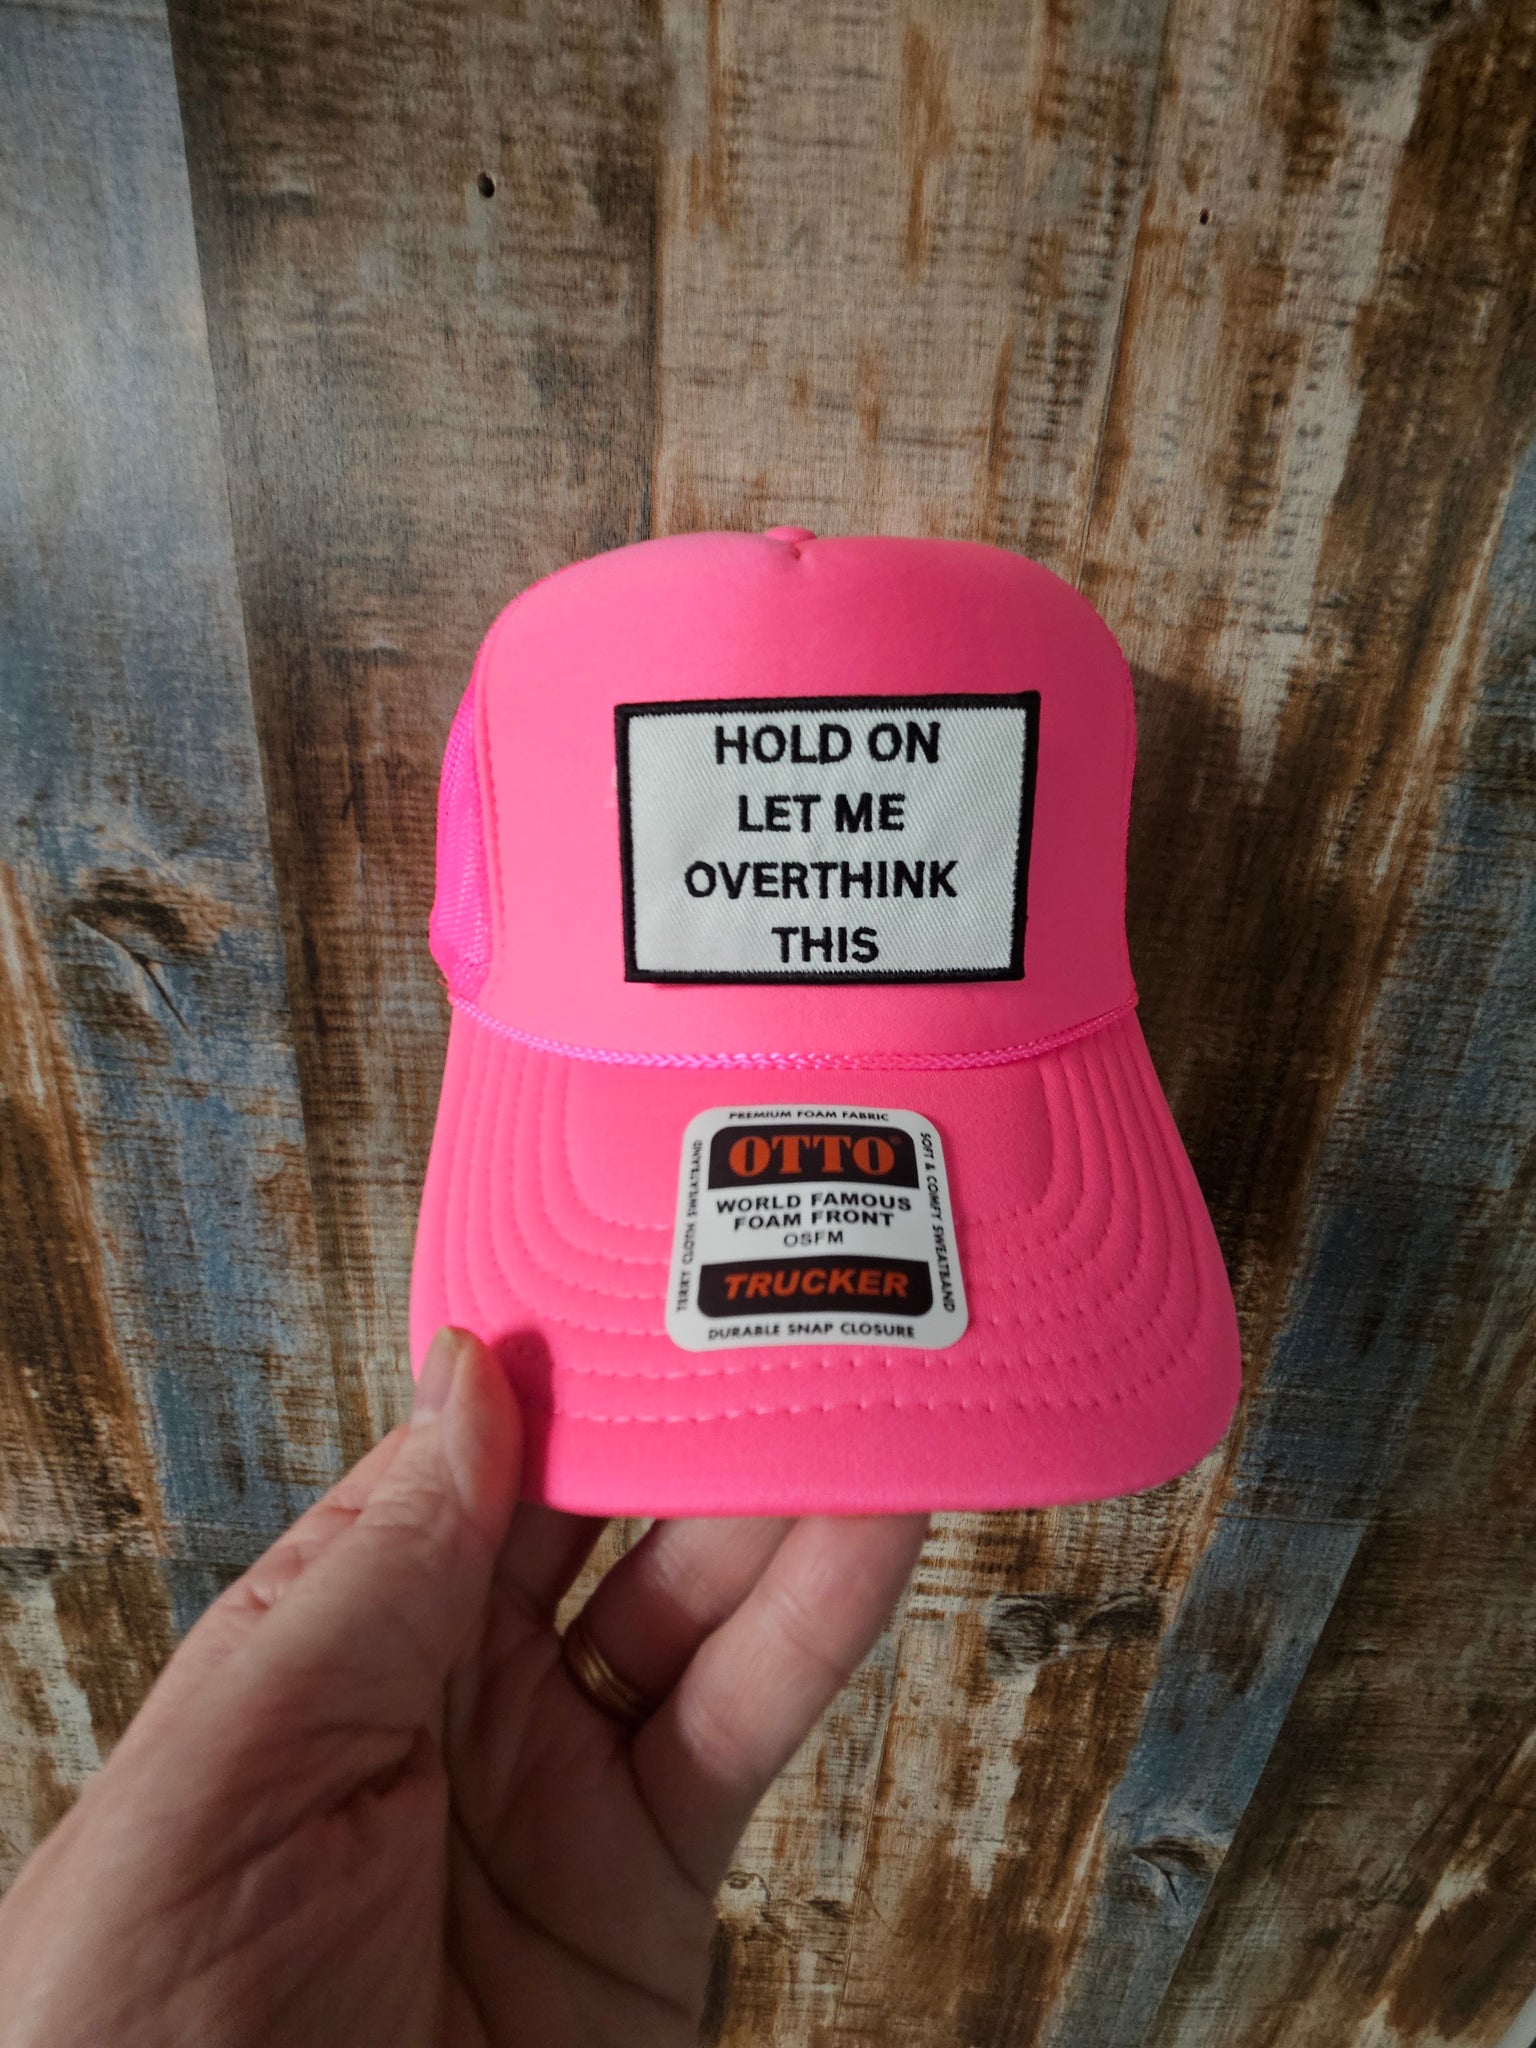 HOLD ON
LET ME
OVERTHINK
THIS
PREMIUM FOAM FABRIC
OTTO®
WORLD FAMOUS
FOAM FRONT
OSFM
TRUCKER
DURABLE SNAP CLOSURE
TERRY CLOTH SWEATBAND
SOFT & COMFY SWEATBAND